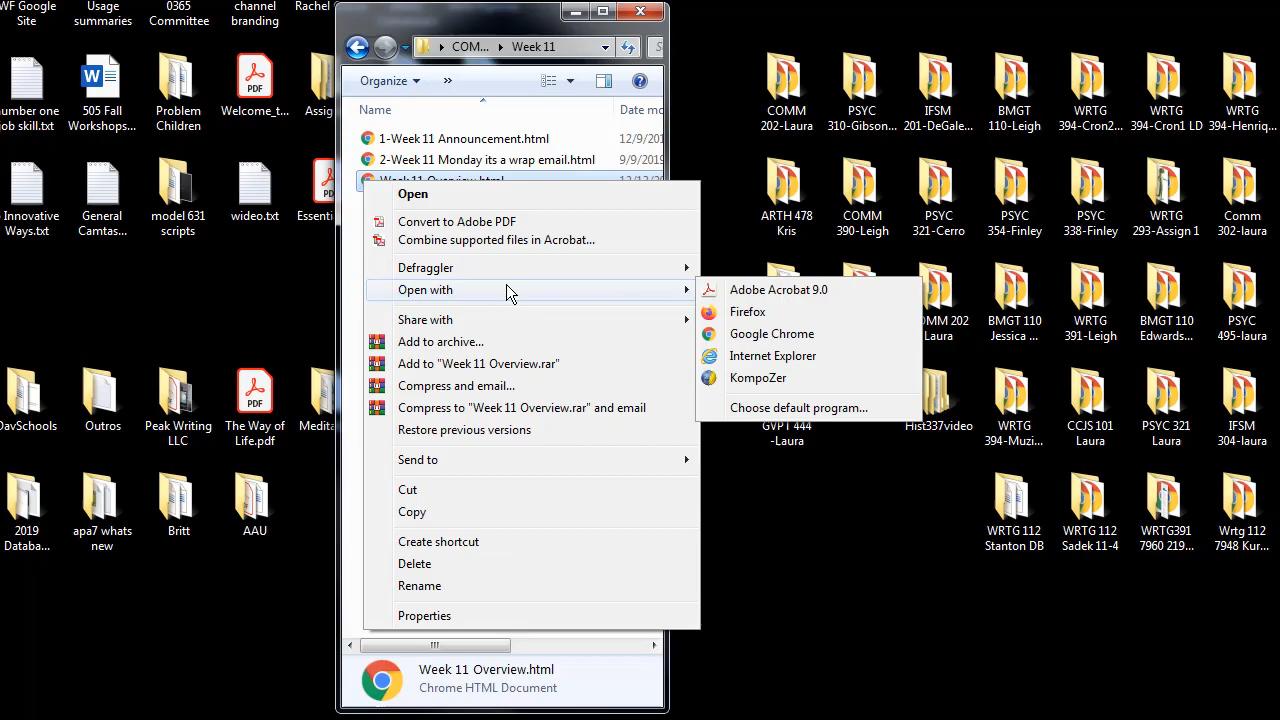 WF Google
Site
Usage
summaries
0365
Committee
channel
branding
Rachel
number one
job skill.txt
505 Fall
Workshops...
Problem
Children
Welcome_t...
Assig
Innovative
Ways.txt
General
Camtas...
model 631
scripts
video.txt
Essenti
DavSchools
Outros
Peak Writing
LLC
The Way of
Life.pdf
Medita
2019
Databa...
apa7 whats
new
Britt
AAU
COM...
Week 11
Organize
»
Name
Date mo
1-Week 11 Announcement.html
12/9/201
2-Week 11 Monday its a wrap email.html
9/9/2019
Week 11 Overview.html
Open
Convert to Adobe PDF
Combine supported files in Acrobat...
Defraggler
Open with
Share with
Add to archive...
Add to "Week 11 Overview.rar"
Compress and email...
Compress to "Week 11 Overview.rar" and email
Restore previous versions
Send to
Cut
Copy
Create shortcut
Delete
Rename
Properties
Adobe Acrobat 9.0
Firefox
Google Chrome
Internet Explorer
KompoZer
Choose default program...
Week 11 Overview.html
Chrome HTML Document
COMM
202-Laura
PSYC
310-Gibson...
IFSM
201-DeGale...
BMGT
110-Leigh
WRTG
394-Cron2...
WRTG
394-Cron1 LD
WRTG
394-Henriq...
ARTH 478
Kris
COMM
390-Leigh
PSYC
321-Cerro
PSYC
354-Finley
PSYC
338-Finley
WRTG
293-Assign 1
Comm
302-laura
COMM 202
Laura
BMGT 110
Jessica ...
WRTG
391-Leigh
BMGT 110
Edwards...
PSYC
495-laura
GVPT 444
-Laura
Hist337video
WRTG
394-Muzi...
CCJS 101
Laura
PSYC 321
Laura
IFSM
304-laura
WRTG 112
Stanton DB
WRTG 112
Sadek 11-4
WRTG391
7960 219...
Wrtg 112
7948 Kur...